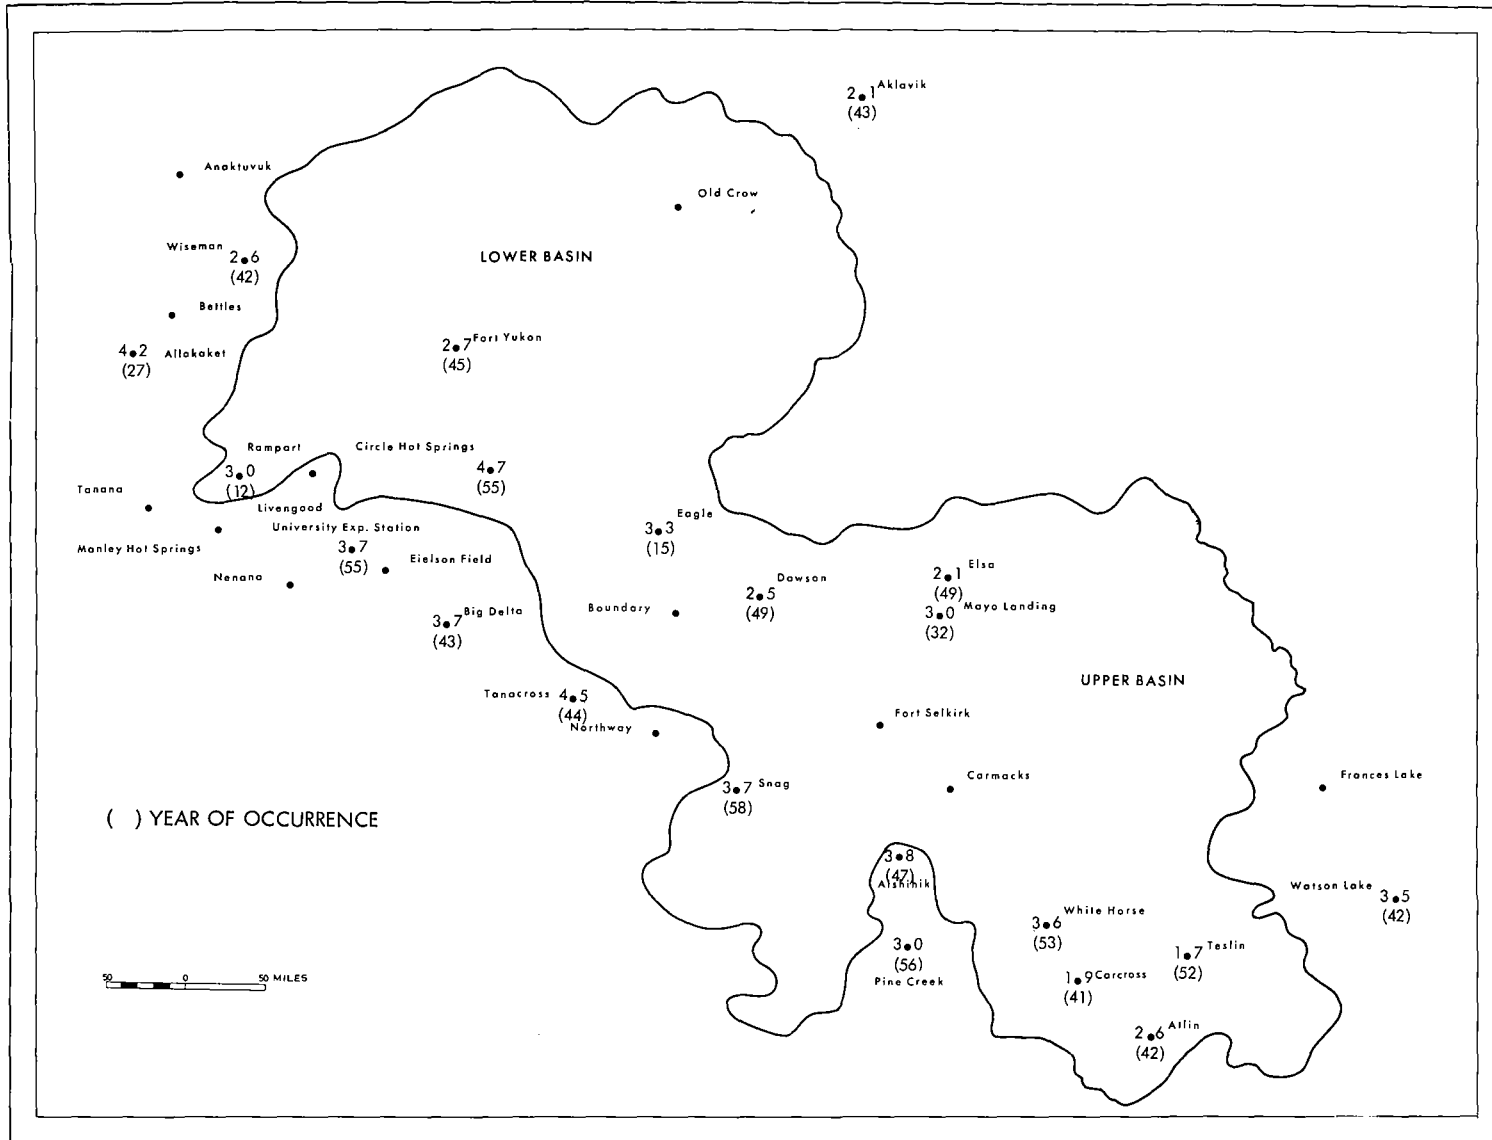 Aklavik
2.1
(43)
Anaktuvuk
Old Crow
Wiseman
2.6
(42)
LOWER BASIN
Bettles
4.2 Allakaket
(27)
2.7 Fort Yukon
(45)
Rampart
3.0
(12)
Circle Hot Springs
4.7
(55)
Tanana
Livengood
Manley Hot Springs
University Exp. Station
3.7
(55)
Eielson Field
Nenana
Eagle
3.3
(15)
Dawson
2.5
(49)
Boundary
Elsa
2.1
(49)
Mayo Landing
3.0
(32)
Big Delta
3.7
(43)
Tanacross 4.5
(44)
Northway
UPPER BASIN
Fort Selkirk
Carmacks
Frances Lake
3.7 Snag
(58)
( ) YEAR OF OCCURRENCE
3.8
(47)
Aishihik
Watson Lake 3.5
(42)
White Horse
3.6
(53)
3.0
(56)
Pine Creek
Teslin
1.7
(52)
1.9 Carcross
(41)
Atlin
2.6
(42)
50 0 50 MILES